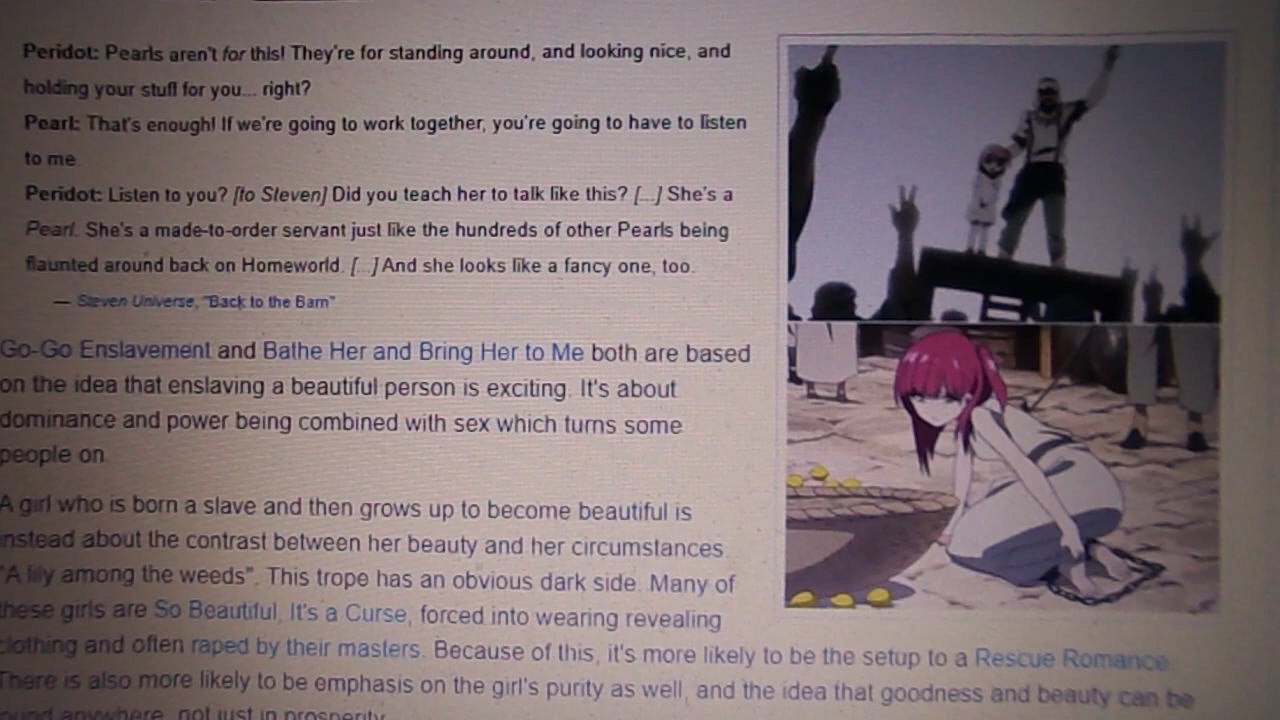 Peridot: Pearls aren't for this! They're for standing around, and looking nice, and
holding your stuff for you... right?
Pearl: That's enough! If we're going to work together, you're going to have to listen
to me.
Peridot: Listen to you? [to Steven] Did you teach her to talk like this? [...] She's a
Pearl. She's a made-to-order servant just like the hundreds of other Pearls being
flaunted around back on Homeworld. [...] And she looks like a fancy one, too.
— Steven Universe, "Back to the Barn"
Go-Go Enslavement and Bathe Her and Bring Her to Me both are based
on the idea that enslaving a beautiful person is exciting. It's about
dominance and power being combined with sex which turns some
people on.
A girl who is born a slave and then grows up to become beautiful is
instead about the contrast between her beauty and her circumstances.
"A lily among the weeds". This trope has an obvious dark side. Many of
these girls are So Beautiful, It's a Curse, forced into wearing revealing
clothing and often raped by their masters. Because of this, it's more likely to be the setup to a Rescue Romance.
There is also more likely to be emphasis on the girl's purity as well, and the idea that goodness and beauty can be
found anywhere, not just in prosperity.